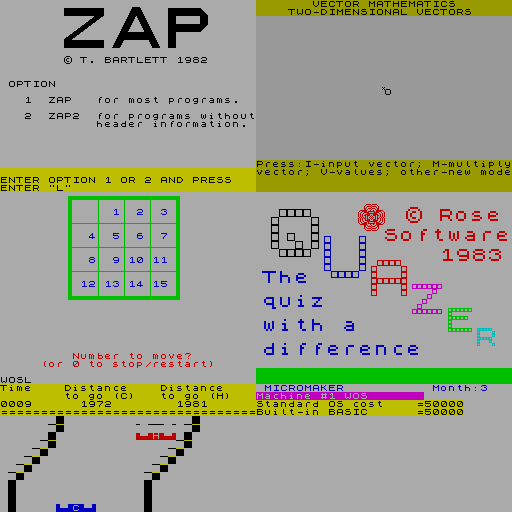 ZAP
© T. BARTLETT 1982
OPTION
1 ZAP for most programs.
2 ZAP2 for programs without
header information.
ENTER OPTION 1 OR 2 AND PRESS
ENTER "L"
VECTOR MATHEMATICS
TWO-DIMENSIONAL VECTORS
Press:I-input vector; M-multiply
vector; V-values; other-new mode
1 2 3
4 5 6 7
8 9 10 11
12 13 14 15
Number to move?
(or 0 to stop/restart)
QUAZER
© Rose
Software
1983
The
quiz
with a
difference
WOSL
Time Distance Distance
to go (C) to go (H)
0009 1972 1981
C
MICROMAKER Month:3
Machine #1 WOS
Standard OS cost =50000
Built-in BASIC =50000